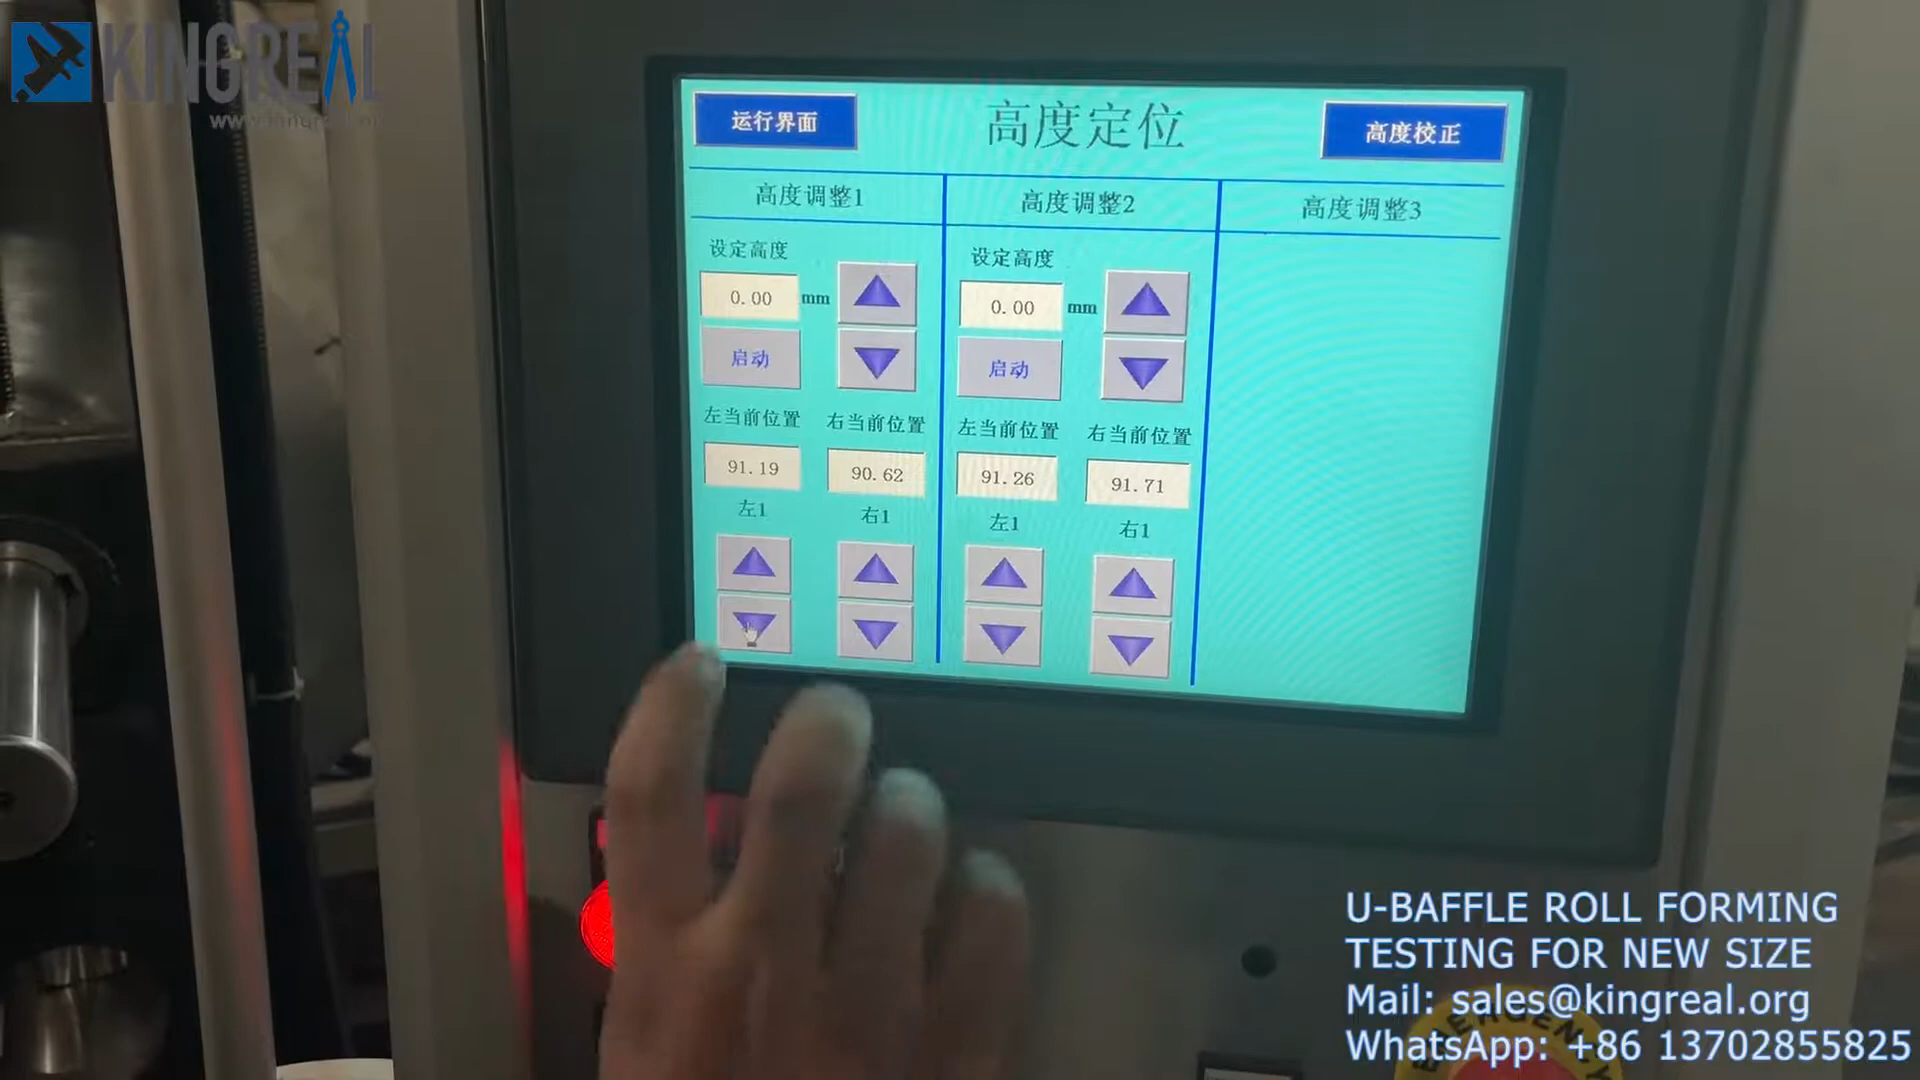 KINGREAL
运行界面
高度定位
高度校正
高度调整1
高度调整2
高度调整3
设定高度
设定高度
0.00 mm
0.00 mm
启动
启动
左当前位置
右当前位置
左当前位置
右当前位置
91.19
90.62
91.26
91.71
左1
右1
左1
右1
U-BAFFLE ROLL FORMING
TESTING FOR NEW SIZE
Mail: sales@kingreal.org
WhatsApp: +86 13702855825
EMERGENCY